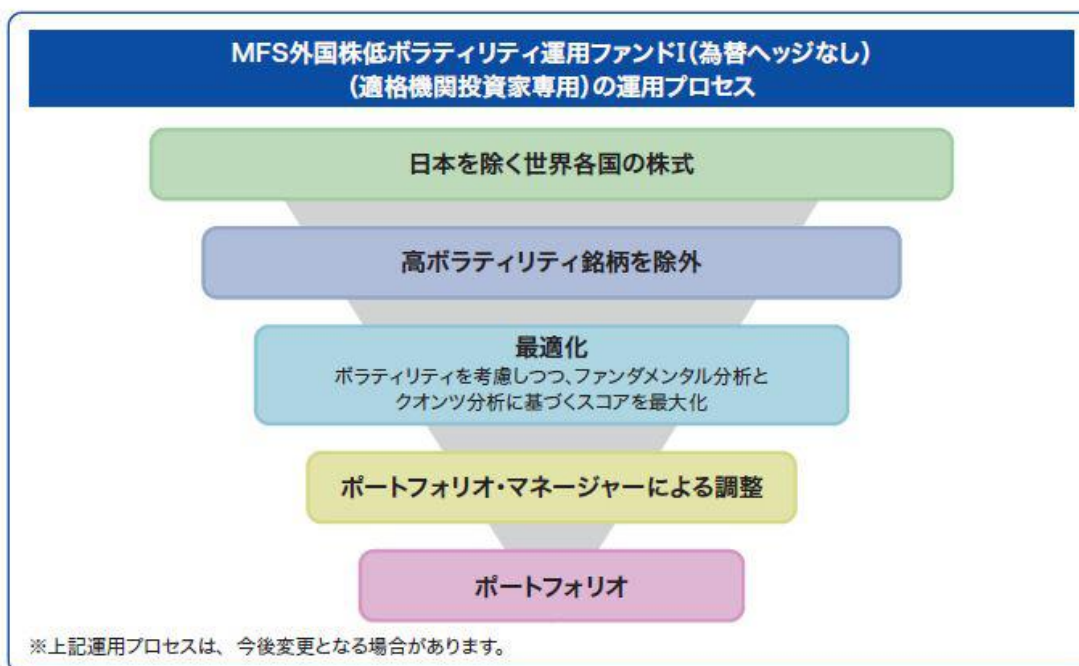 MFS外国株低ボラティリティ運用ファンドI(為替ヘッジなし)
(適格機関投資家専用)の運用プロセス
日本を除く世界各国の株式
高ボラティリティ銘柄を除外
最適化
ボラティリティを考慮しつつ、ファンダメンタル分析と
クオンツ分析に基づくスコアを最大化
ポートフォリオ・マネージャーによる調整
ポートフォリオ
※上記運用プロセスは、今後変更となる場合があります。